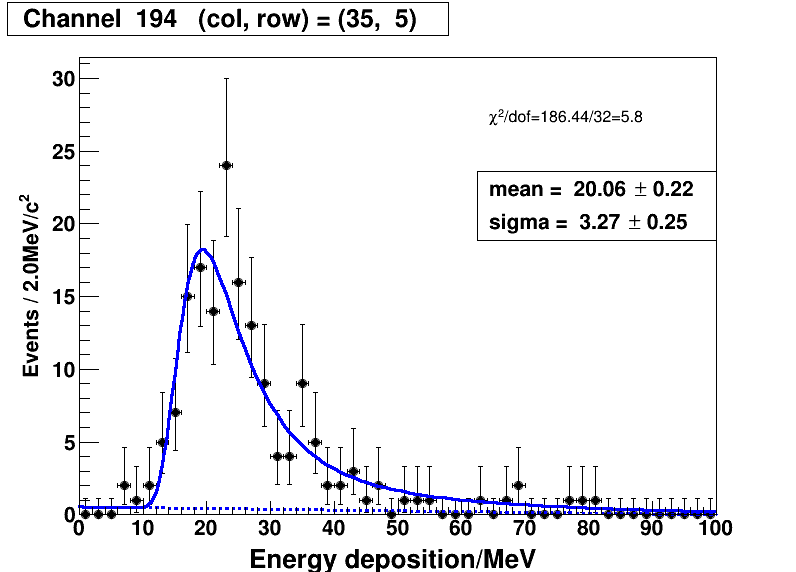 Channel 194 (col, row) = (35, 5)
χ²/dof=186.44/32=5.8
mean = 20.06 ± 0.22
sigma = 3.27 ± 0.25
Events / 2.0MeV/c²
30
25
20
15
10
5
0
0 10 20 30 40 50 60 70 80 90 100
Energy deposition/MeV